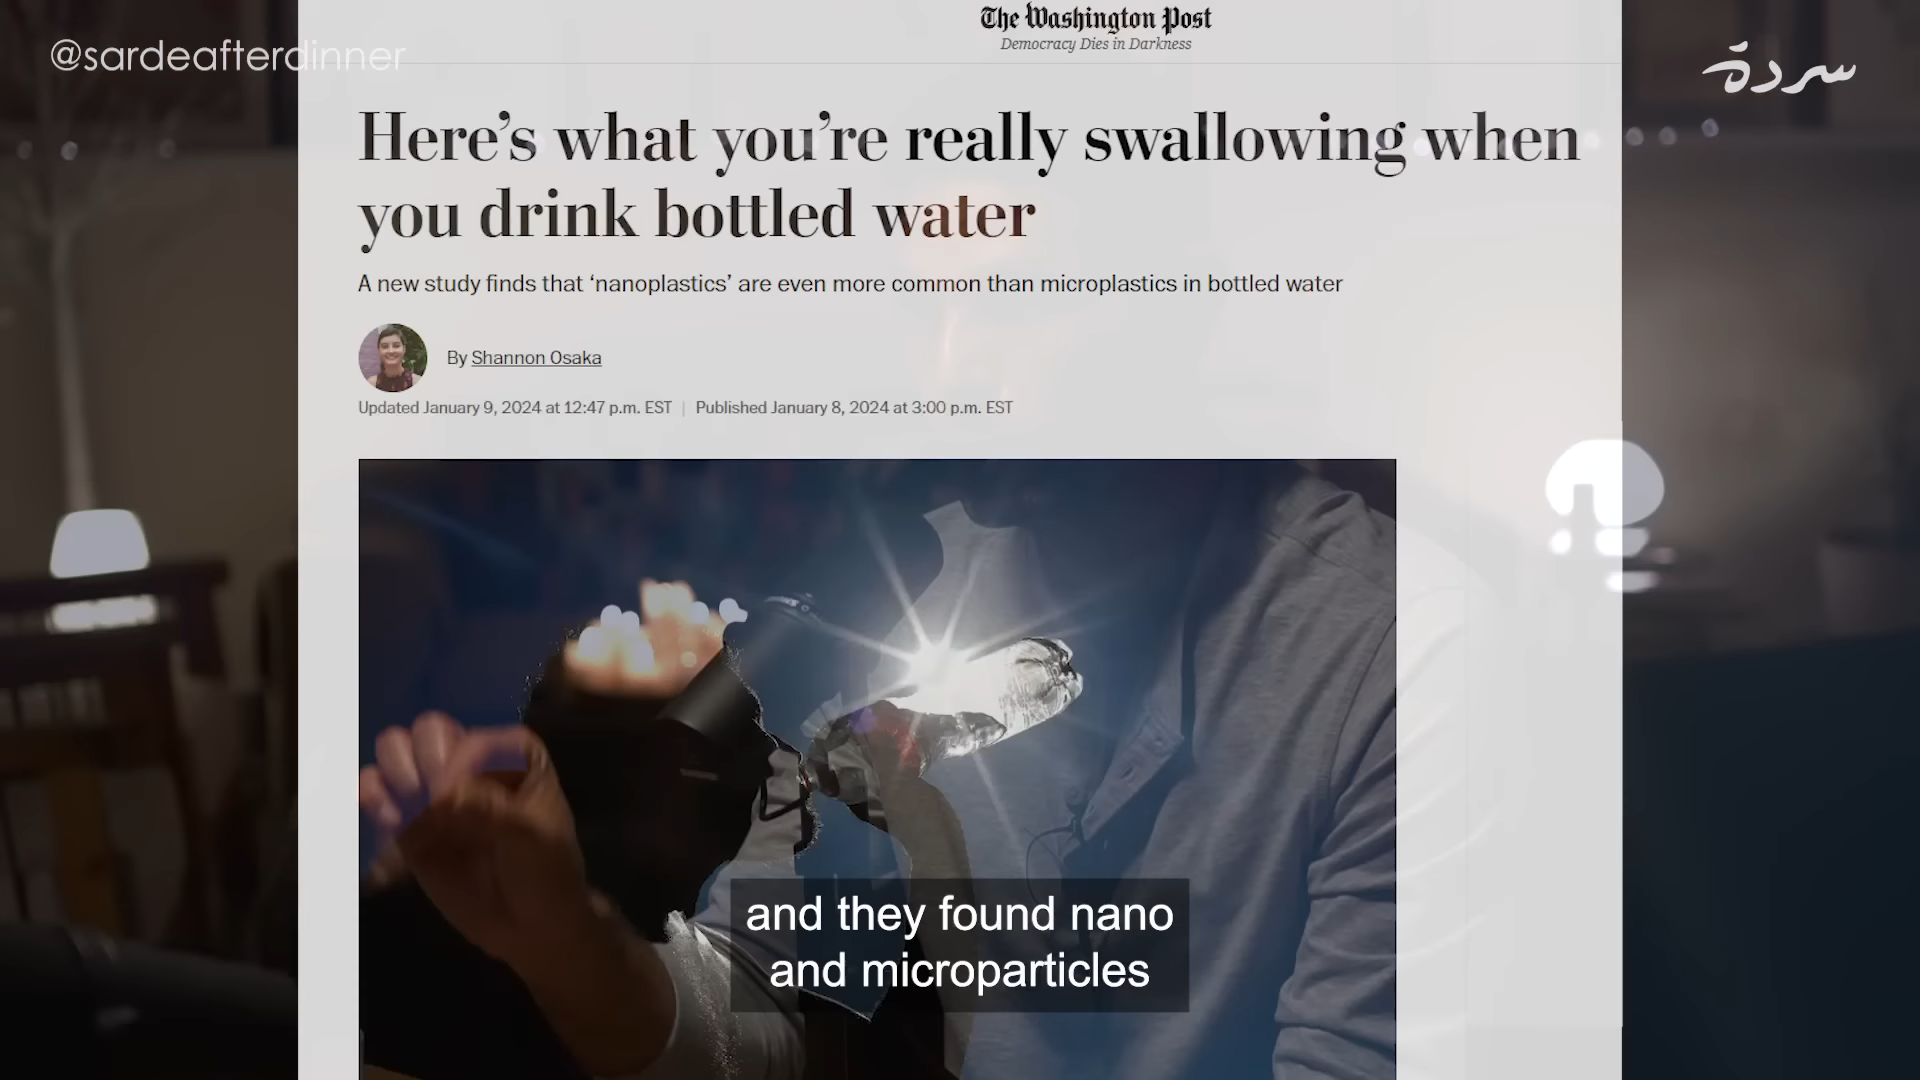 The Washington Post
Democracy Dies in Darkness
@sardeafterdinner
سردة
Here's what you're really swallowing when
you drink bottled water
A new study finds that ‘nanoplastics’ are even more common than microplastics in bottled water
By Shannon Osaka
Updated January 9, 2024 at 12:47 p.m. EST | Published January 8, 2024 at 3:00 p.m. EST
and they found nano
and microparticles